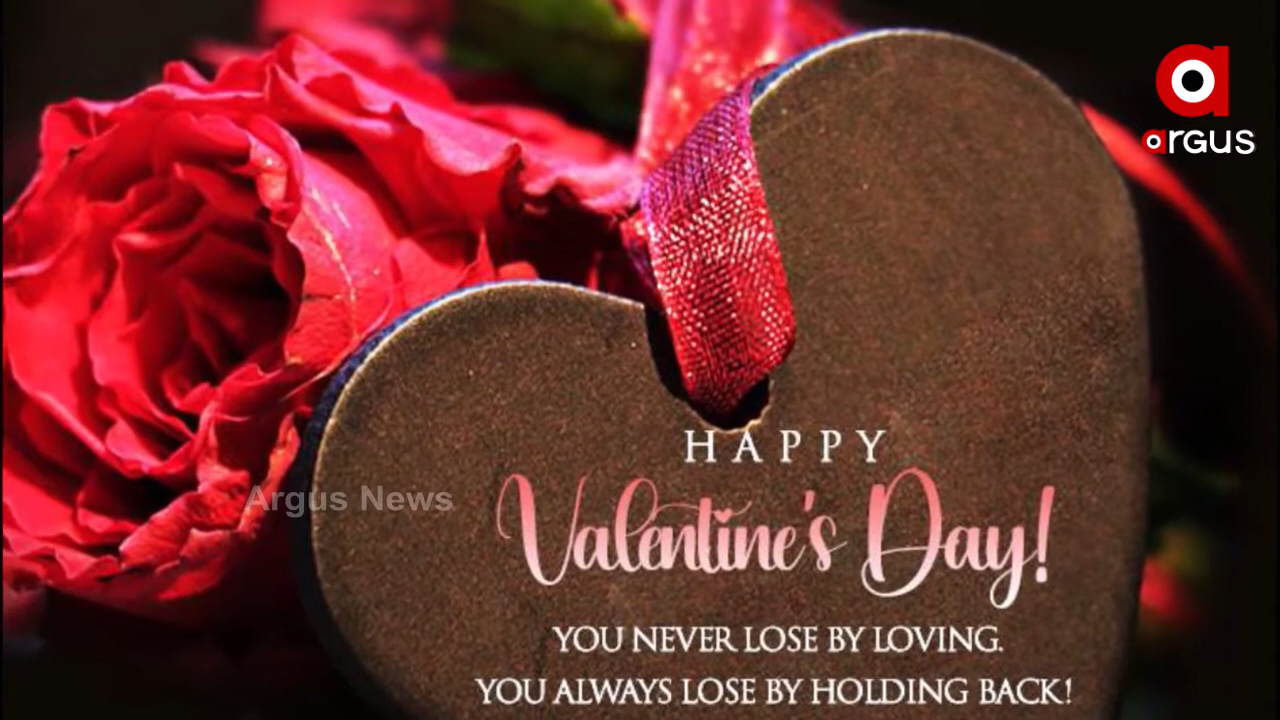 a
argus
HAPPY
Argus News
Valentine's Day!
YOU NEVER LOSE BY LOVING.
YOU ALWAYS LOSE BY HOLDING BACK!